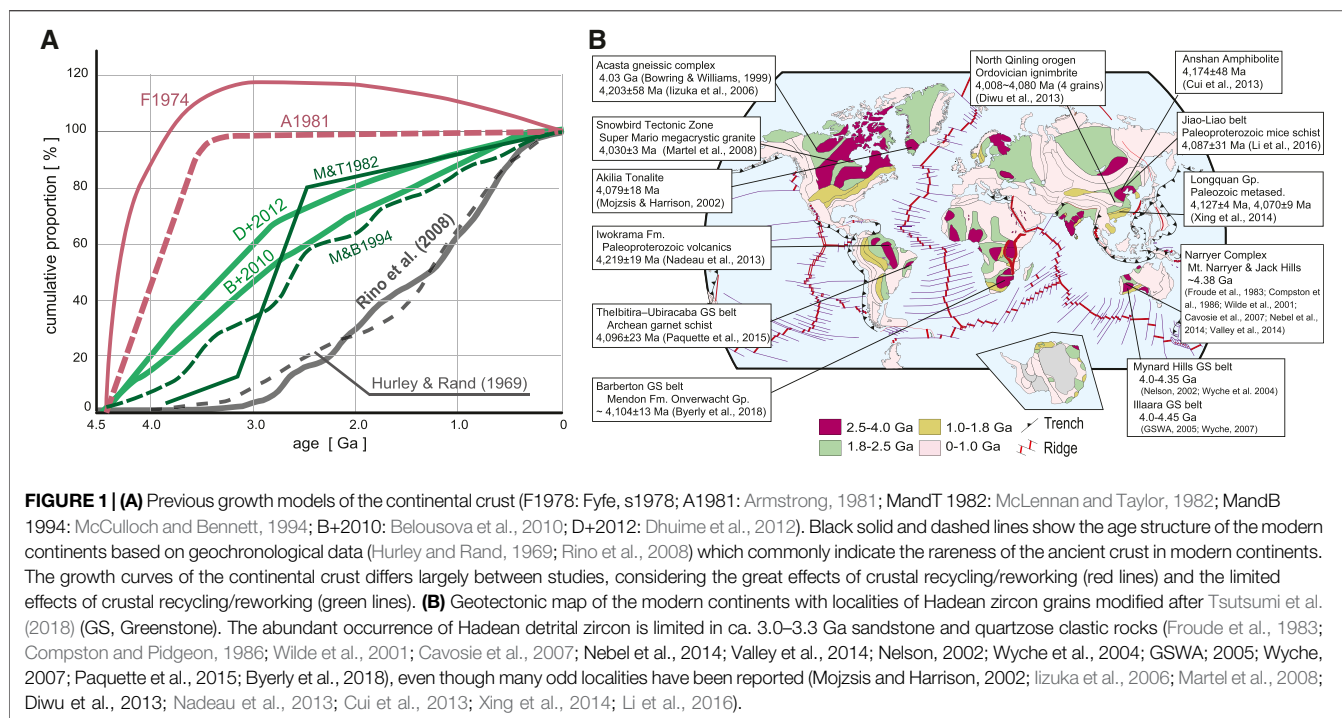 A
120
100
80
60
40
20
0
cumulative proportion [ % ]
F1974
A1981
M&T1982
D+2012
B+2010
M&B1994
Rino et al. (2008)
Hurley & Rand (1969)
4.5
4.0
3.0
2.0
1.0
0
age [ Ga ]
B
Acasta gneissic complex
4.03 Ga (Bowring & Williams, 1999)
4,203±58 Ma (Iizuka et al., 2006)
Snowbird Tectonic Zone
Super Mario megacrystic granite
4,030±3 Ma (Martel et al., 2008)
Akilia Tonalite
4,079±18 Ma
(Mojzsis & Harrison, 2002)
Iwokrama Fm.
Paleoproterozoic volcanics
4,219±19 Ma (Nadeau et al., 2013)
TheIbitira–Ubiracaba GS belt
Archean garnet schist
4,096±23 Ma (Paquette et al., 2015)
Barberton GS belt
Mendon Fm. Onverwacht Gp.
~ 4,104±13 Ma (Byerly et al., 2018)
North Qinling orogen
Ordovician ignimbrite
4,008~4,080 Ma (4 grains)
(Diwu et al., 2013)
Anshan Amphibolite
4,174±48 Ma
(Cui et al., 2013)
Jiao-Liao belt
Paleoproterozoic mice schist
4,087±31 Ma (Li et al., 2016)
Longquan Gp.
Paleozoic metased.
4,127±4 Ma, 4,070±9 Ma
(Xing et al., 2014)
Narryer Complex
Mt. Narryer & Jack Hills
~4.38 Ga
(Froude et al., 1983; Compston et
al., 1986; Wilde et al., 2001;
Cavosie et al., 2007; Nebel et al.,
2014; Valley et al., 2014)
Mynard Hills GS belt
4.0-4.35 Ga
(Nelson, 2002; Wyche et al. 2004)
Illaara GS belt
4.0-4.45 Ga
(GSWA, 2005; Wyche, 2007)
2.5-4.0 Ga
1.0-1.8 Ga
Trench
1.8-2.5 Ga
0-1.0 Ga
Ridge
FIGURE 1 | (A) Previous growth models of the continental crust (F1978: Fyfe, s1978; A1981: Armstrong, 1981; MandT 1982: McLennan and Taylor, 1982; MandB
1994: McCulloch and Bennett, 1994; B+2010: Belousova et al., 2010; D+2012: Dhuime et al., 2012). Black solid and dashed lines show the age structure of the modern
continents based on geochronological data (Hurley and Rand, 1969; Rino et al., 2008) which commonly indicate the rareness of the ancient crust in modern continents.
The growth curves of the continental crust differs largely between studies, considering the great effects of crustal recycling/reworking (red lines) and the limited
effects of crustal recycling/reworking (green lines). (B) Geotectonic map of the modern continents with localities of Hadean zircon grains modified after Tsutsumi et al.
(2018) (GS, Greenstone). The abundant occurrence of Hadean detrital zircon is limited in ca. 3.0–3.3 Ga sandstone and quartzose clastic rocks (Froude et al., 1983;
Compston and Pidgeon, 1986; Wilde et al., 2001; Cavosie et al., 2007; Nebel et al., 2014; Valley et al., 2014; Nelson, 2002; Wyche et al., 2004; GSWA; 2005; Wyche,
2007; Paquette et al., 2015; Byerly et al., 2018), even though many odd localities have been reported (Mojzsis and Harrison, 2002; Iizuka et al., 2006; Martel et al., 2008;
Diwu et al., 2013; Nadeau et al., 2013; Cui et al., 2013; Xing et al., 2014; Li et al., 2016).